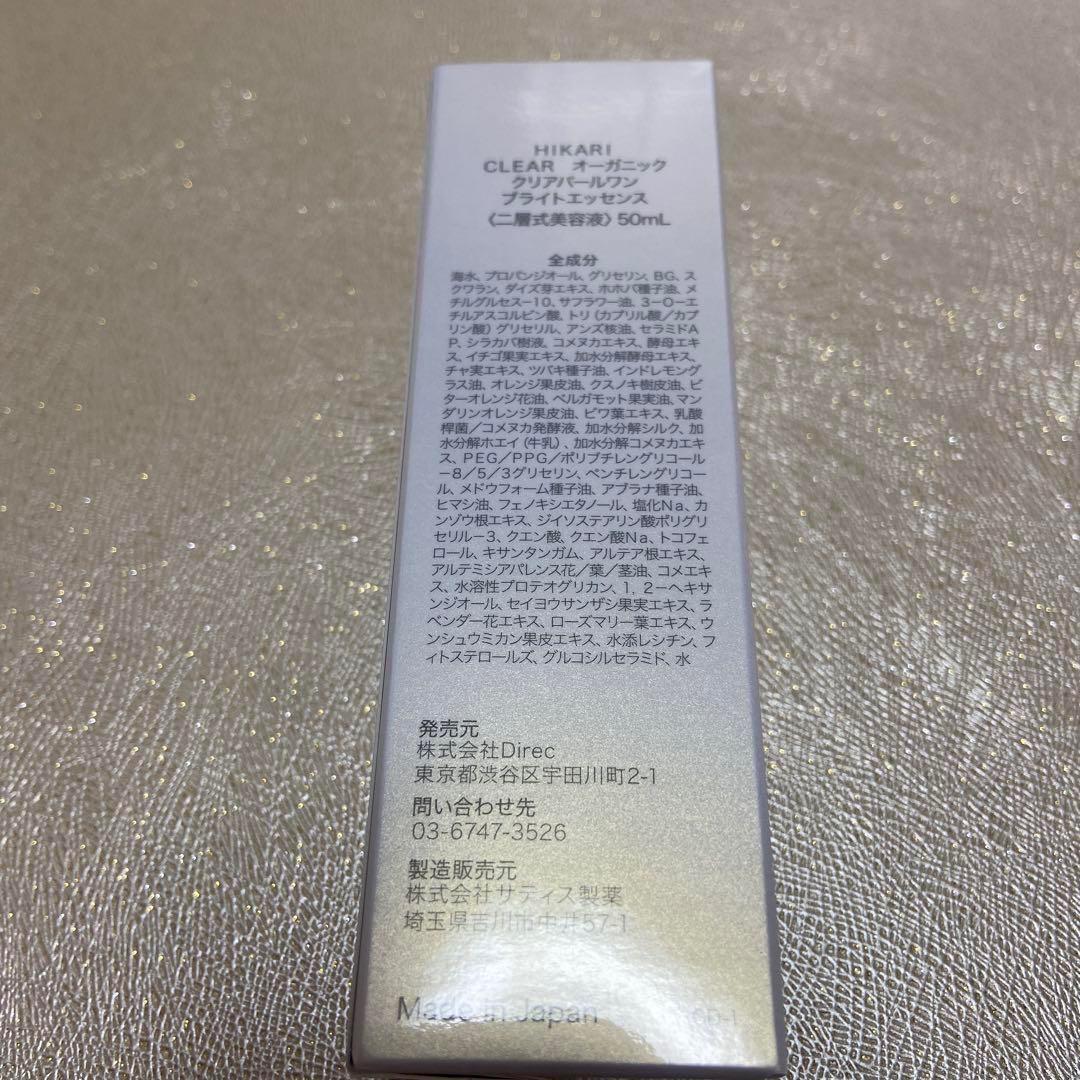 HIKARI
CLEAR オーガニック
クリアパールワン
ブライトエッセンス
〈二層式美容液〉50mL
全成分
海水、プロパンジオール、グリセリン、BG、ス
クワラン、ダイズ芽エキス、ホホバ種子油、メ
チルグルセス-10、サフラワー油、3-O-エ
チルアスコルビン酸、トリ(カプリル酸/カプ
リン酸)グリセリル、アンズ核油、セラミドA
P、シラカバ樹液、コメヌカエキス、酵母エキ
ス、イチゴ果実エキス、加水分解酵母エキス、
チャ実エキス、ツバキ種子油、インドレモング
ラス油、オレンジ果皮油、クスノキ樹皮油、ビ
ターオレンジ花油、ベルガモット果実油、マン
ダリンオレンジ果皮油、ビワ葉エキス、乳酸
桿菌/コメヌカ発酵液、加水分解シルク、加
水分解ホエイ(牛乳)、加水分解コメヌカエキ
ス、PEG/PPG/ポリブチレングリコール
-8/5/3グリセリン、ペンチレングリコー
ル、メドウフォーム種子油、アブラナ種子油、
ヒマシ油、フェノキシエタノール、塩化Na、カ
ンゾウ根エキス、ジイソステアリン酸ポリグリ
セリル-3、クエン酸、クエン酸Na、トコフェ
ロール、キサンタンガム、アルテア根エキス、
アルテミシアパレンス花/葉/茎油、コメエキ
ス、水溶性プロテオグリカン、1,2-ヘキサ
ンジオール、セイヨウサンザシ果実エキス、ラ
ベンダー花エキス、ローズマリー葉エキス、ウ
ンシュウミカン果皮エキス、水添レシチン、フ
ィトステロールズ、グルコシルセラミド、水
発売元
株式会社Direc
東京都渋谷区宇田川町2-1
問い合わせ先
03-6747-3526
製造販売元
株式会社サティス製薬
埼玉県吉川市中井57-1
Made in Japan